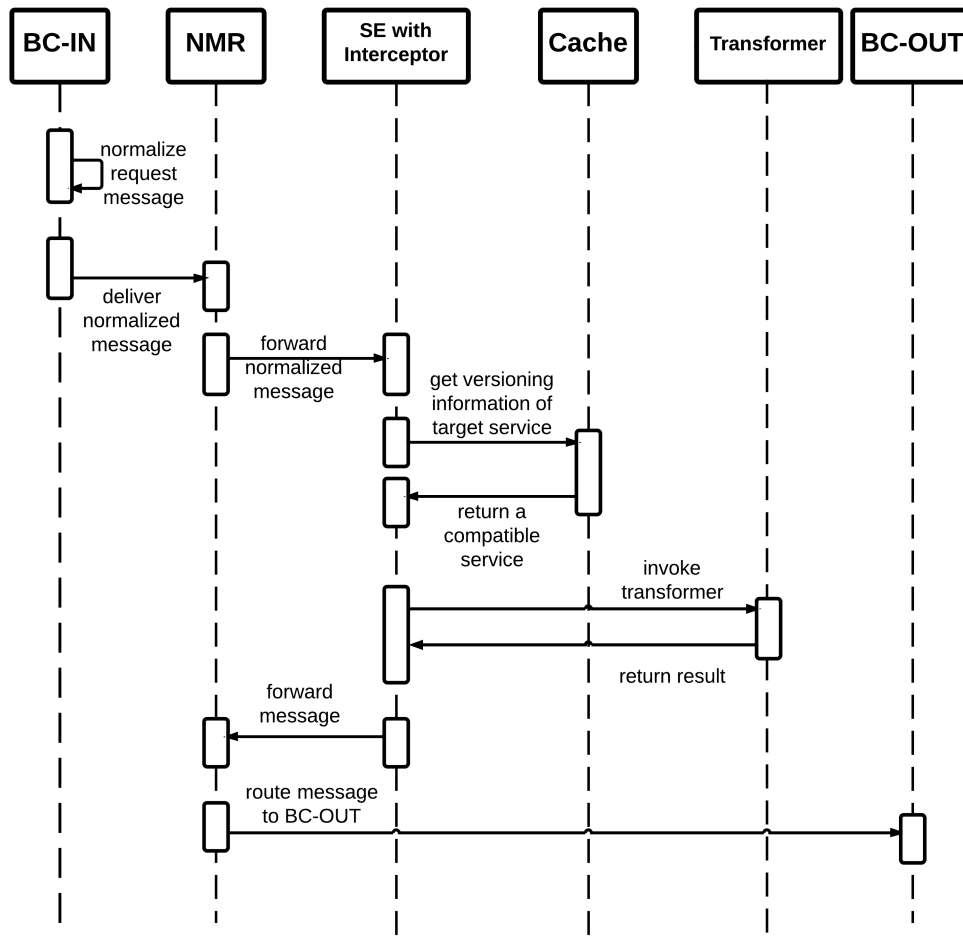 BC-IN
NMR
SE with
Interceptor
Cache
Transformer
BC-OUT
normalize
request
message
deliver
normalized
message
forward
normalized
message
get versioning
information of
target service
return a
compatible
service
invoke
transformer
return result
forward
message
route message
to BC-OUT